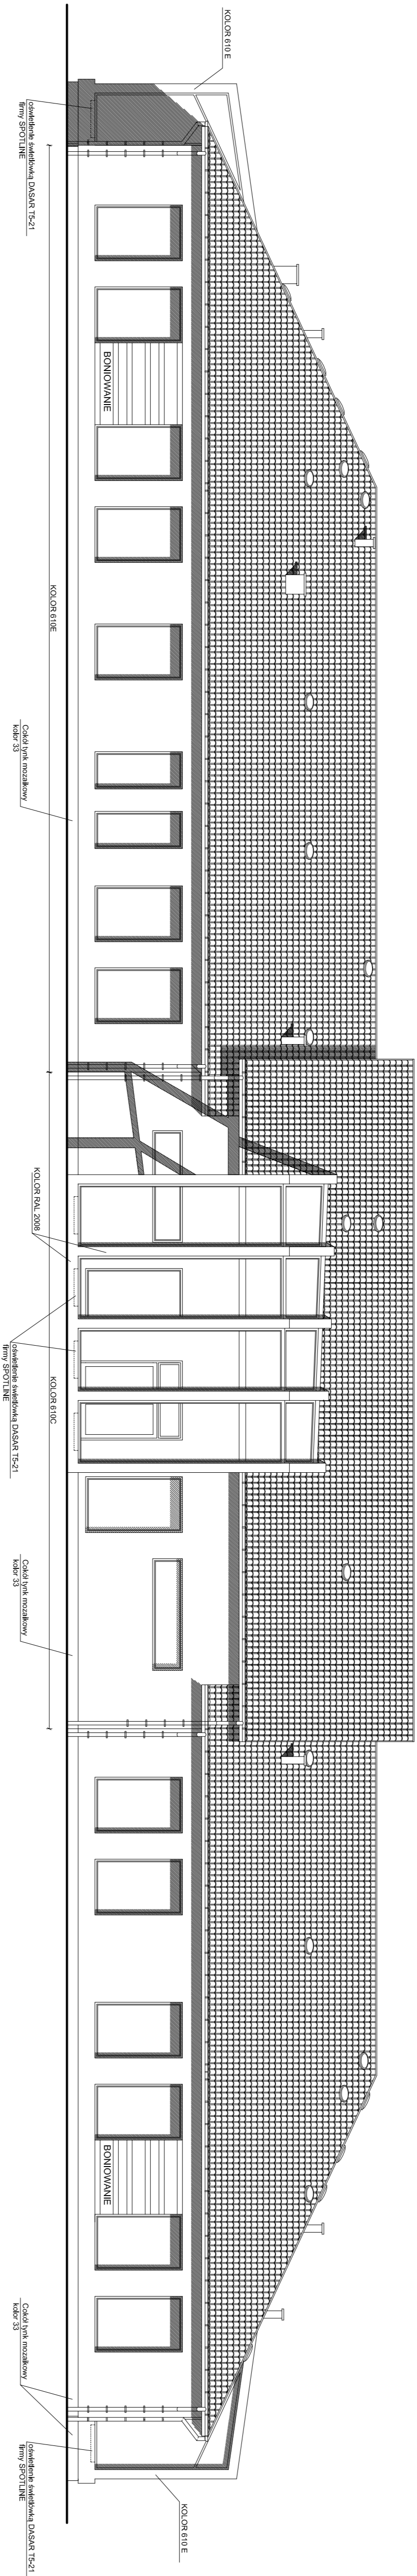 KOLOR 610 E
oświetlenie świetlówką DASAR T5-21
firmy SPOTLINE
BONIOWANIE
KOLOR 610E
Cokół tynk mozaikowy
kolor 33
KOLOR RAL 2008
oświetlenie świetlówką DASAR T5-21
firmy SPOTLINE
KOLOR 610C
Cokół tynk mozaikowy
kolor 33
BONIOWANIE
Cokół tynk mozaikowy
kolor 33
oświetlenie świetlówką DASAR T5-21
firmy SPOTLINE
KOLOR 610 E